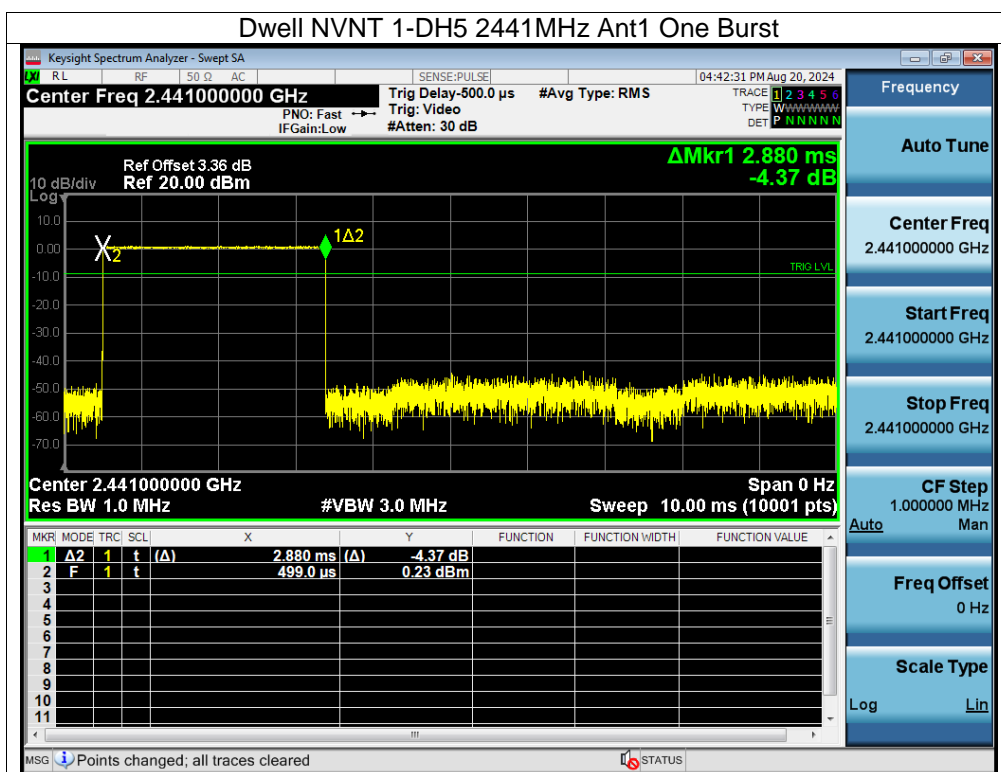 Dwell NVNT 1-DH5 2441MHz Ant1 One Burst
Keysight Spectrum Analyzer - Swept SA
LXI RL RF 50 Ω AC SENSE:PULSE 04:42:31 PM Aug 20, 2024
Center Freq 2.441000000 GHz Trig Delay-500.0 µs #Avg Type: RMS TRACE 1 2 3 4 5 6
PNO: Fast Trig: Video TYPE WWWWWWW
IFGain:Low #Atten: 30 dB DET P N N N N N
ΔMkr1 2.880 ms
-4.37 dB
Ref Offset 3.36 dB
10 dB/div Ref 20.00 dBm
Log
10.0
0.00
-10.0
-20.0
-30.0
-40.0
-50.0
-60.0
-70.0
2
1Δ2
TRIG LVL
Center 2.441000000 GHz Span 0 Hz
Res BW 1.0 MHz #VBW 3.0 MHz Sweep 10.00 ms (10001 pts)
MKR MODE TRC SCL X Y FUNCTION FUNCTION WIDTH FUNCTION VALUE
1 Δ2 1 t (Δ) 2.880 ms (Δ) -4.37 dB
2 F 1 t 499.0 µs 0.23 dBm
3
4
5
6
7
8
9
10
11
MSG Points changed; all traces cleared STATUS
Frequency
Auto Tune
Center Freq
2.441000000 GHz
Start Freq
2.441000000 GHz
Stop Freq
2.441000000 GHz
CF Step
1.000000 MHz
Auto Man
Freq Offset
0 Hz
Scale Type
Log Lin